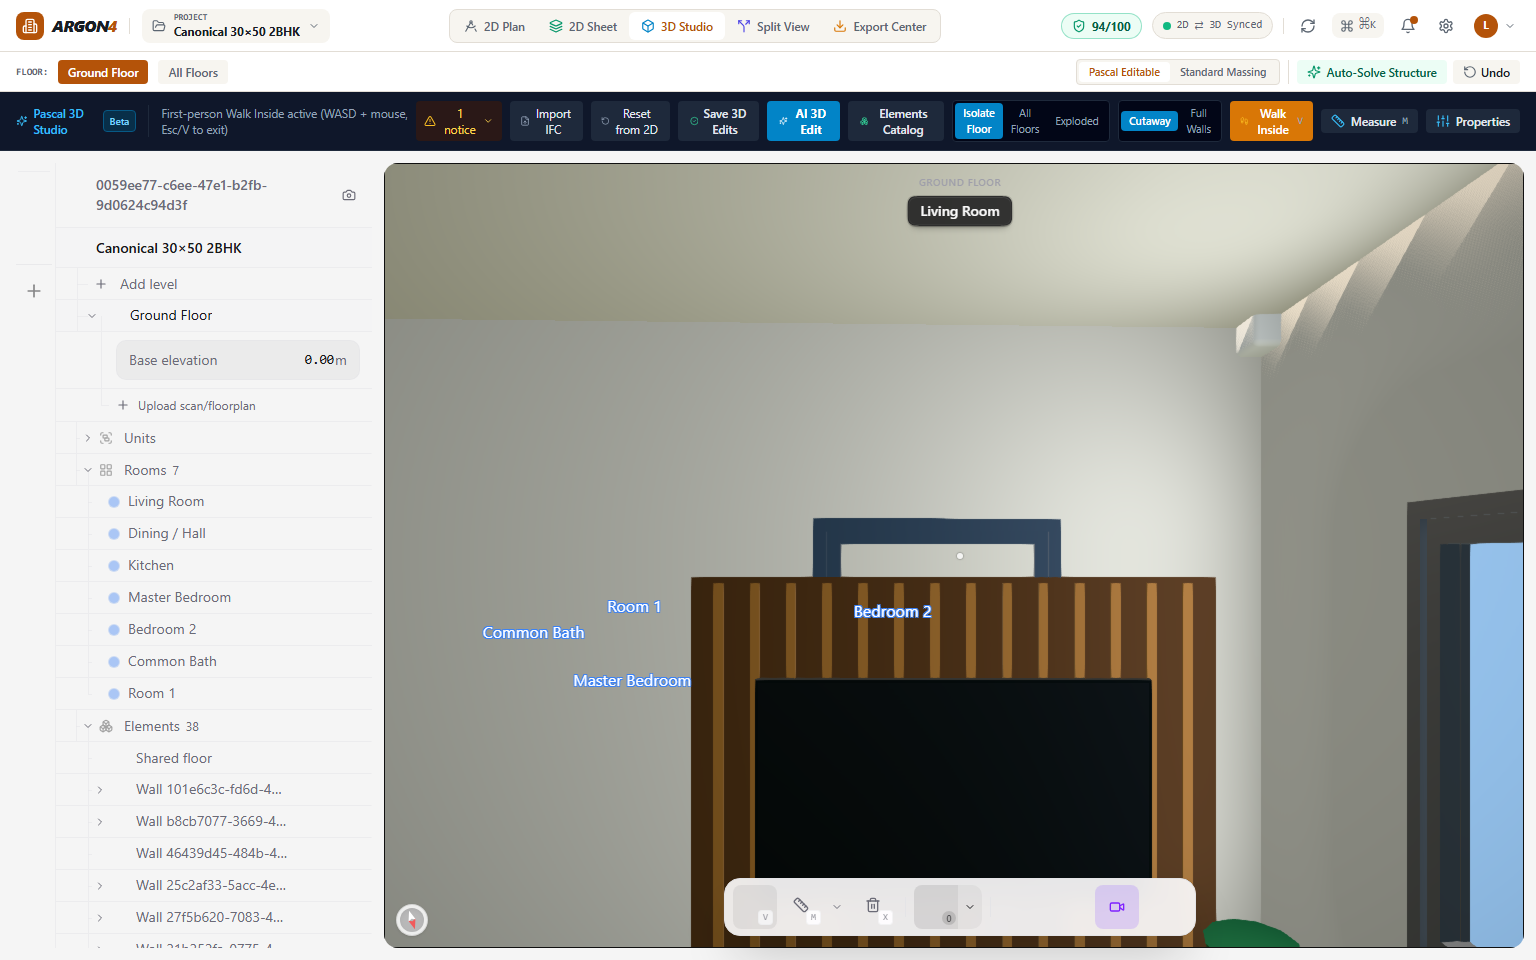 ARGON4
PROJECT
Canonical 30×50 2BHK
2D Plan
2D Sheet
3D Studio
Split View
Export Center
94/100
2D ⇄ 3D Synced
⌘ ⌘K
L
FLOOR:
Ground Floor
All Floors
Pascal Editable
Standard Massing
Auto-Solve Structure
Undo
Pascal 3D
Studio
Beta
First-person Walk Inside active (WASD + mouse,
Esc/V to exit)
1
notice
Import
IFC
Reset
from 2D
Save 3D
Edits
AI 3D
Edit
Elements
Catalog
Isolate
Floor
All
Floors
Exploded
Cutaway
Full
Walls
Walk
Inside
V
Measure M
Properties
0059ee77-c6ee-47e1-b2fb-
9d0624c94d3f
Canonical 30×50 2BHK
Add level
Ground Floor
Base elevation 0.00m
Upload scan/floorplan
Units
Rooms 7
Living Room
Dining / Hall
Kitchen
Master Bedroom
Bedroom 2
Common Bath
Room 1
Elements 38
Shared floor
Wall 101e6c3c-fd6d-4...
Wall b8cb7077-3669-4...
Wall 46439d45-484b-4...
Wall 25c2af33-5acc-4e...
Wall 27f5b620-7083-4...
GROUND FLOOR
Living Room
Room 1
Bedroom 2
Common Bath
Master Bedroom
V
M
X
0